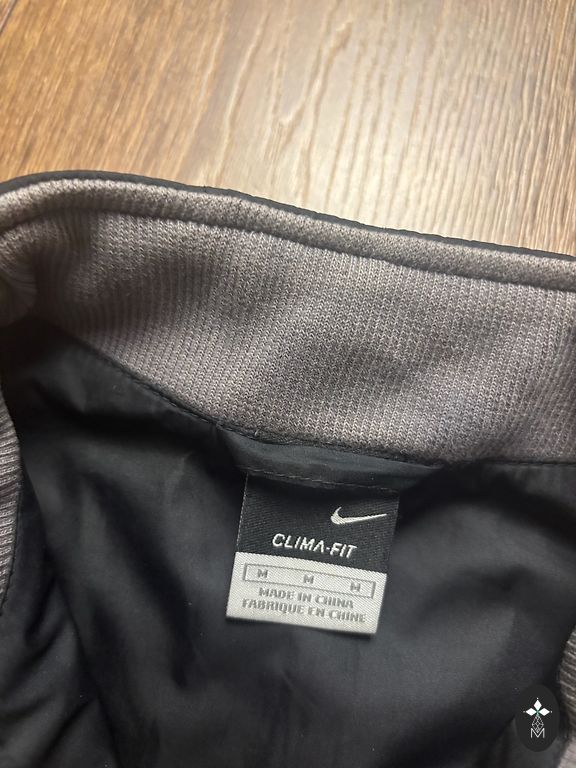 CLIMA-FIT
M M M
MADE IN CHINA
FABRIQUE EN CHINE
M